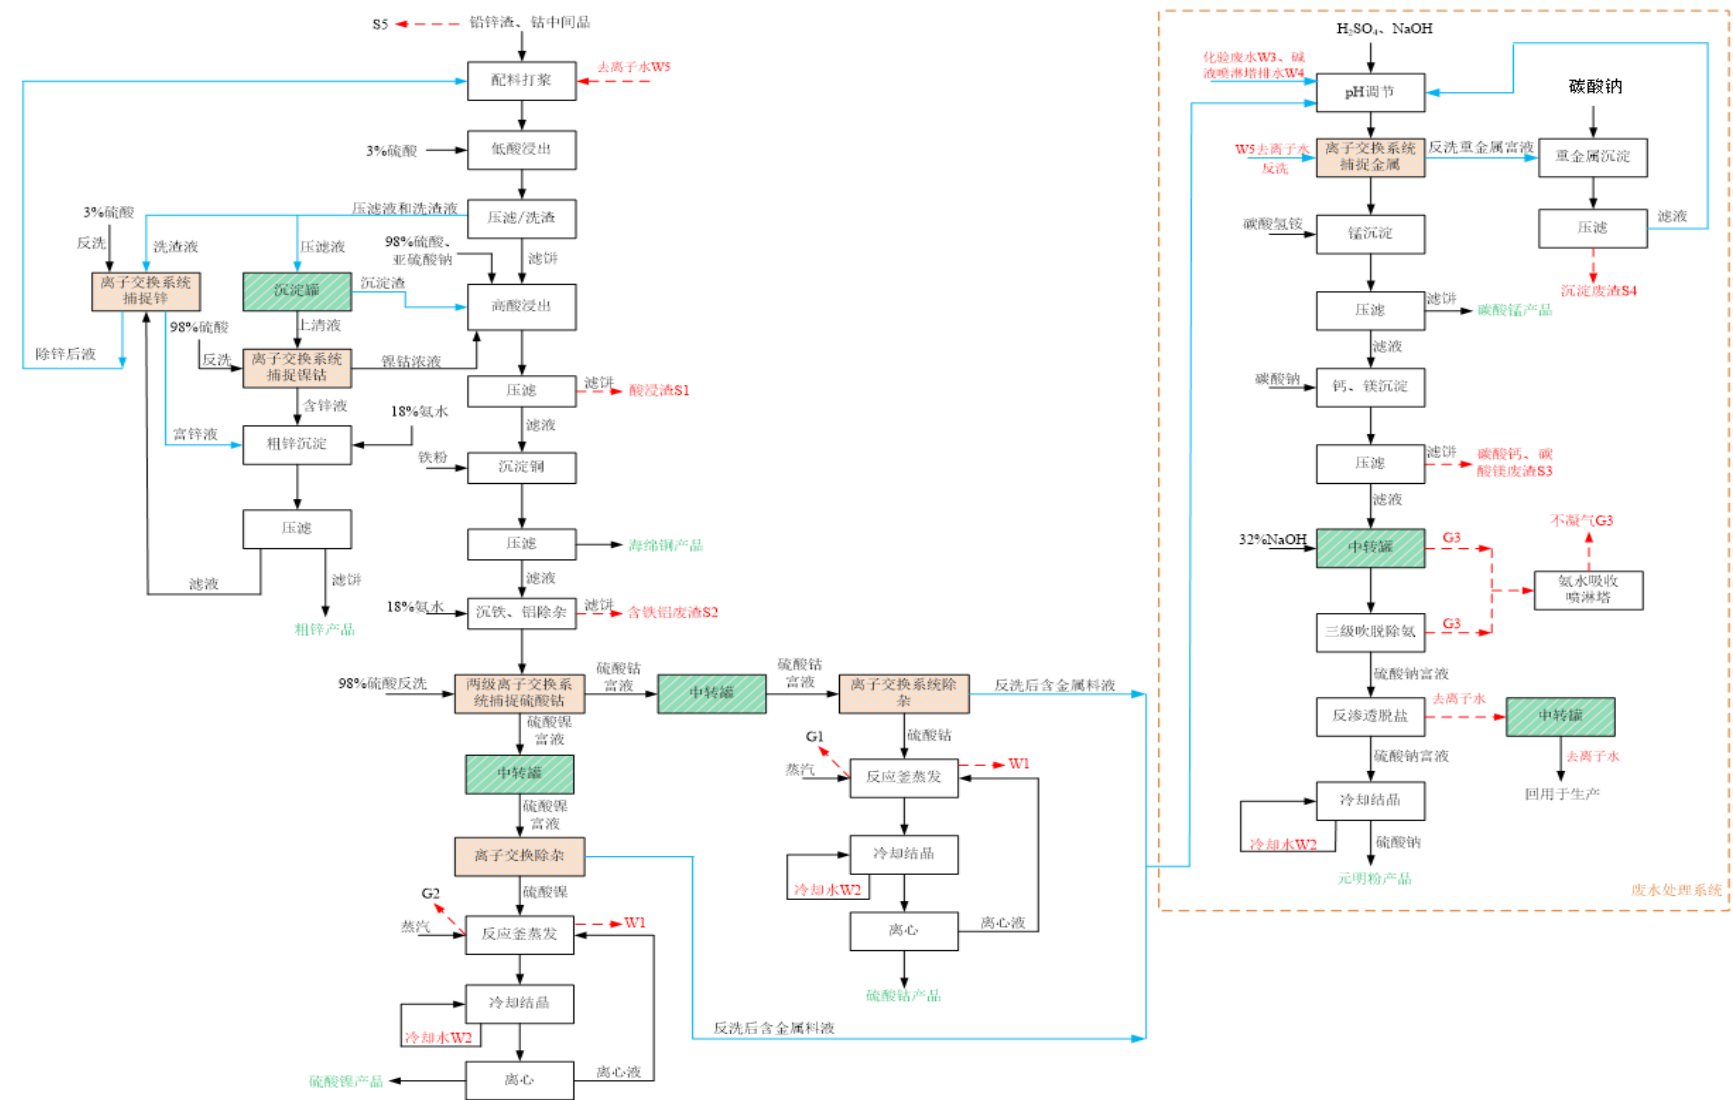 S5
铅锌渣、钴中间品
配料打浆
去离子水W5
3%硫酸
低酸浸出
压滤液和洗渣液
压滤/洗渣
3%硫酸
反洗
洗渣液
压滤液
98%硫酸、
亚硫酸钠
滤饼
离子交换系统
捕捉锌
沉淀罐
沉淀渣
高酸浸出
98%硫酸
上清液
除锌后液
反洗
离子交换系统
捕捉镍钴
镍钴浓液
压滤
滤饼
酸浸渣S1
含锌液
18%氨水
滤液
富锌液
粗锌沉淀
铁粉
沉淀铜
压滤
压滤
海绵铜产品
滤液
滤饼
滤液
粗锌产品
18%氨水
沉铁、铝除杂
滤饼
含铁铝废渣S2
98%硫酸反洗
两级离子交换系
统捕捉硫酸钴
硫酸钴
富液
中转罐
硫酸钴
富液
离子交换系统除
杂
反洗后含金属料液
硫酸镍
富液
硫酸钴
G1
蒸汽
反应釜蒸发
W1
中转罐
硫酸镍
富液
冷却结晶
冷却水W2
离子交换除杂
硫酸镍
G2
蒸汽
反应釜蒸发
W1
离心
离心液
硫酸钴产品
冷却结晶
冷却水W2
反洗后含金属料液
离心
离心液
硫酸镍产品
H₂SO₄、NaOH
化验废水W3、碱
液喷淋塔排水W4
pH调节
碳酸钠
W5去离子水
反洗
离子交换系统
捕捉金属
反洗重金属富液
重金属沉淀
碳酸氢铵
锰沉淀
压滤
滤液
沉淀废渣S4
压滤
滤饼
碳酸锰产品
滤液
碳酸钠
钙、镁沉淀
压滤
滤饼
碳酸钙、碳
酸镁废渣S3
滤液
32%NaOH
中转罐
G3
不凝气G3
氨水吸收
喷淋塔
三级吹脱除氨
G3
硫酸钠富液
反渗透脱盐
去离子水
中转罐
硫酸钠富液
去离子水
回用于生产
冷却结晶
冷却水W2
硫酸钠
元明粉产品
废水处理系统